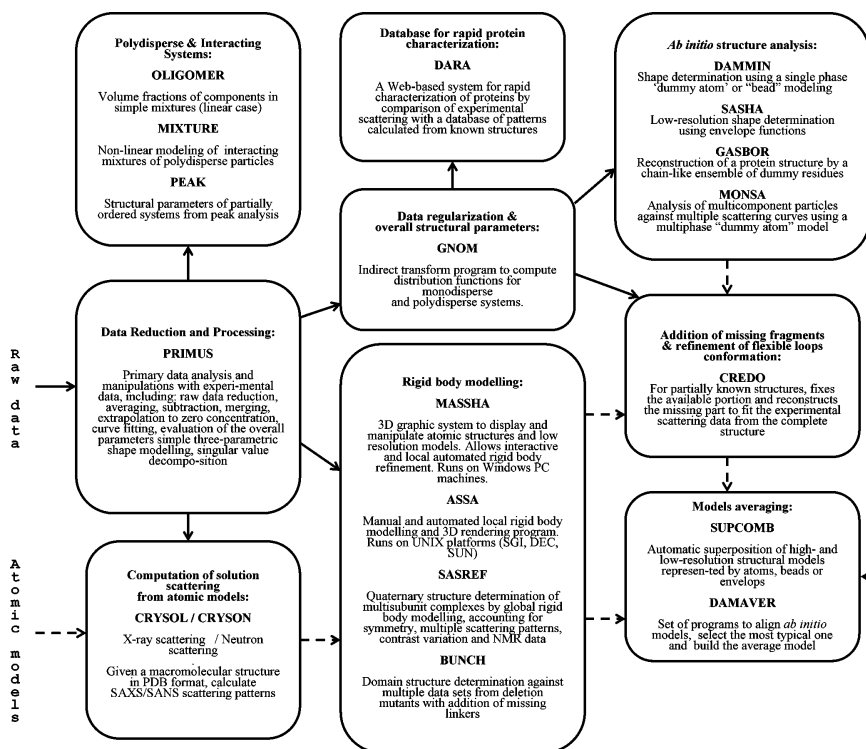 Polydisperse & Interacting
Systems:
OLIGOMER
Volume fractions of components in
simple mixtures (linear case)
MIXTURE
Non-linear modeling of interacting
mixtures of polydisperse particles
PEAK
Structural parameters of partially
ordered systems from peak analysis
Database for rapid protein
characterization:
DARA
A Web-based system for rapid
characterization of proteins by
comparison of experimental
scattering with a database of patterns
calculated from known structures
Ab initio structure analysis:
DAMMIN
Shape determination using a single phase
‘dummy atom’ or “bead” modeling
SASHA
Low-resolution shape determination
using envelope functions
GASBOR
Reconstruction of a protein structure by a
chain-like ensemble of dummy residues
MONSA
Analysis of multicomponent particles
against multiple scattering curves using a
multiphase “dummy atom” model
Data regularization &
overall structural parameters:
GNOM
Indirect transform program to compute
distribution functions for
monodisperse
and polydisperse systems.
Raw data
Data Reduction and Processing:
PRIMUS
Primary data analysis and
manipulations with experi-mental
data, including; raw data reduction,
averaging, subtraction, merging,
extrapolation to zero concentration,
curve fitting, evaluation of the overall
parameters simple three-parametric
shape modelling, singular value
decompo-sition
Addition of missing fragments
& refinement of flexible loops
conformation:
CREDO
For partially known structures, fixes
the available portion and reconstructs
the missing part to fit the experimental
scattering data from the complete
structure
Rigid body modelling:
MASSHA
3D graphic system to display and
manipulate atomic structures and low
resolution models. Allows interactive
and local automated rigid body
refinement. Runs on Windows PC
machines.
ASSA
Manual and automated local rigid body
modelling and 3D rendering program.
Runs on UNIX platforms (SGI, DEC,
SUN)
SASREF
Quaternary structure determination of
multisubunit complexes by global rigid
body modelling, accounting for
symmetry, multiple scattering patterns,
contrast variation and NMR data
BUNCH
Domain structure determination against
multiple data sets from deletion
mutants with addition of missing
linkers
Models averaging:
SUPCOMB
Automatic superposition of high- and
low-resolution structural models
represen-ted by atoms, beads or
envelops
DAMAVER
Set of programs to align ab initio
models, select the most typical one
and build the average model
Atomic models
Computation of solution
scattering
from atomic models:
CRYSOL / CRYSON
X-ray scattering / Neutron
scattering
.
Given a macromolecular structure
in PDB format, calculate
SAXS/SANS scattering patterns